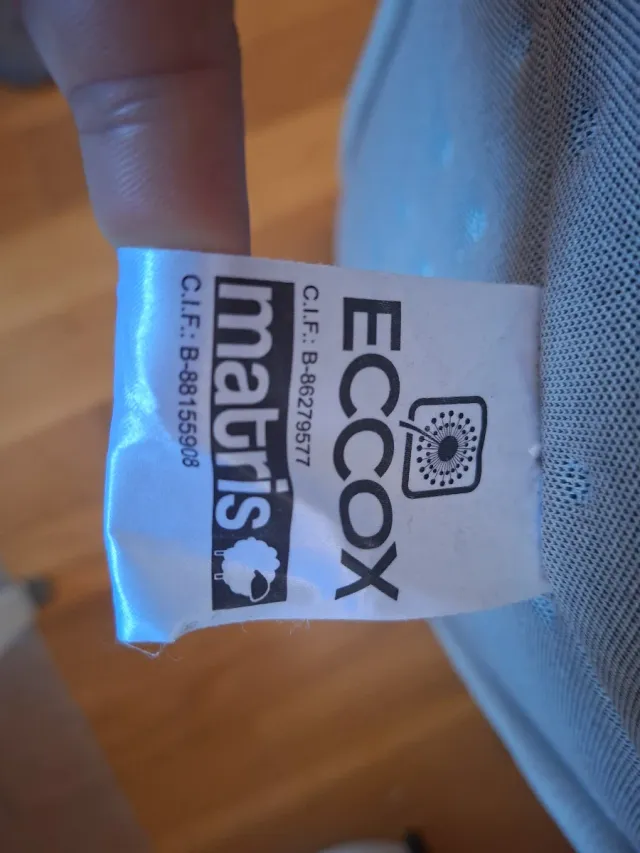 ECCOX
C.I.F.: B-86279577
matris
C.I.F.: B-88155908